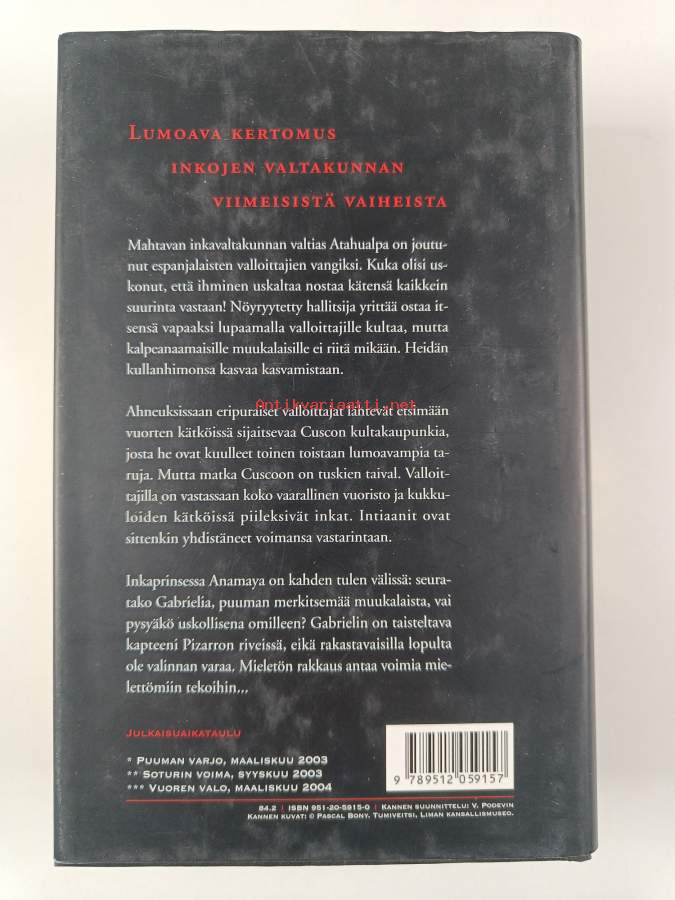 Lumoava kertomus
inkojen valtakunnan
viimeisistä vaiheista
Mahtavan inkavaltakunnan valtias Atahualpa on joutu-
nut espanjalaisten valloittajien vangiksi. Kuka olisi us-
konut, että ihminen uskaltaa nostaa kätensä kaikkein
suurinta vastaan! Nöyryytetty hallitsija yrittää ostaa it-
sensä vapaaksi lupaamalla valloittajille kultaa, mutta
kalpeanaamaisille muukalaisille ei riitä mikään. Heidän
kullanhimonsa kasvaa kasvamistaan.
Antikvariaatti.net
Ahneuksissaan eripuraiset valloittajat lähtevät etsimään
vuorten kätköissä sijaitsevaa Cuscon kultakaupunkia,
josta he ovat kuulleet toinen toistaan lumoavampia ta-
ruja. Mutta matka Cuscoon on tuskien taival. Valloit-
tajilla on vastassaan koko vaarallinen vuoristo ja kukku-
loiden kätköissä piileksivät inkat. Intiaanit ovat
sittenkin yhdistäneet voimansa vastarintaan.
Inkaprinsessa Anamaya on kahden tulen välissä: seura-
tako Gabrielia, puuman merkitsemää muukalaista, vai
pysyäkö uskollisena omilleen? Gabrielin on taisteltava
kapteeni Pizarron riveissä, eikä rakastavaisilla lopulta
ole valinnan varaa. Mieletön rakkaus antaa voimia mie-
lettömiin tekoihin...
Julkaisuaikataulu
* Puuman varjo, maaliskuu 2003
** Soturin voima, syyskuu 2003
*** Vuoren valo, maaliskuu 2004
9 789512 059157
84.2 | ISBN 951-20-5915-0 | Kannen suunnittelu: V. Podevin
Kannen kuvat: © Pascal Bony. Tumiveitsi, Liman kansallismuseo.